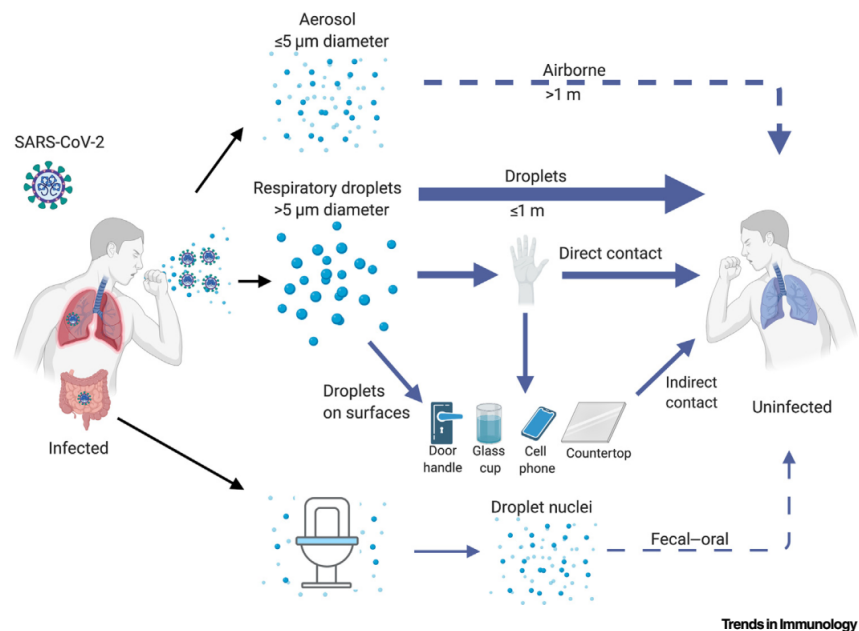 Aerosol
≤5 μm diameter
Airborne
>1 m
SARS-CoV-2
Respiratory droplets
>5 μm diameter
Droplets
≤1 m
Direct contact
Droplets
on surfaces
Indirect
contact
Uninfected
Infected
Door
handle
Glass
cup
Cell
phone
Countertop
Droplet nuclei
Fecal–oral
Trends in Immunology